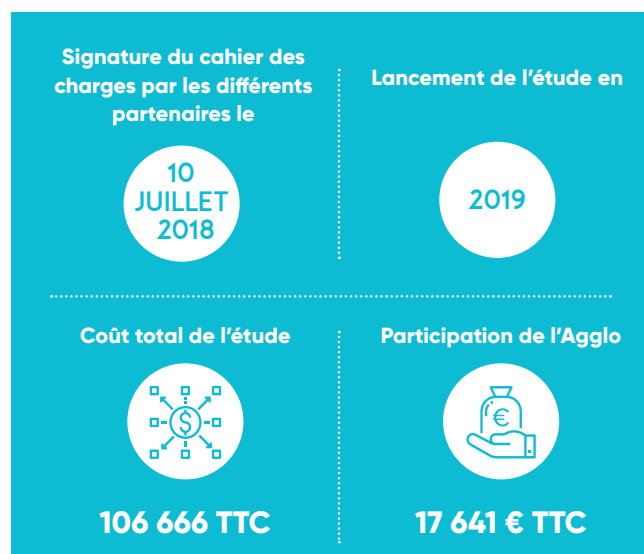 Signature du cahier des
charges par les différents
partenaires le
10
JUILLET
2018
Lancement de l'étude en
2019
Coût total de l'étude
$
106 666 TTC
Participation de l'Agglo
€
17 641 € TTC